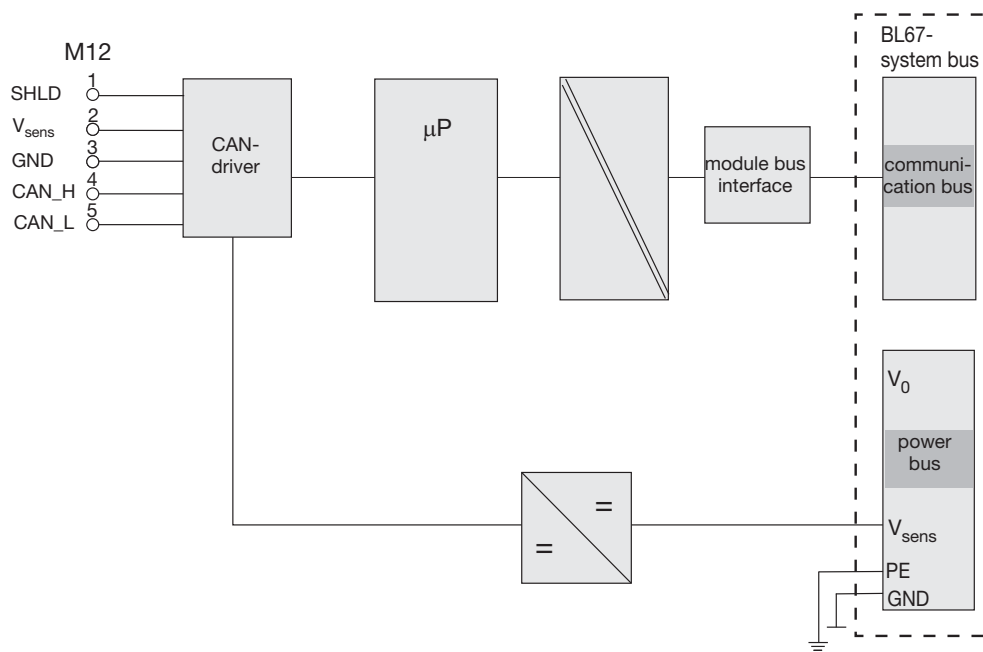 M12
1
SHLD
2
Vsens
3
GND
4
CAN_H
5
CAN_L
CAN-
driver
µP
module bus
interface
BL67-
system bus
communi-
cation bus
V0
power
bus
=
=
Vsens
PE
GND